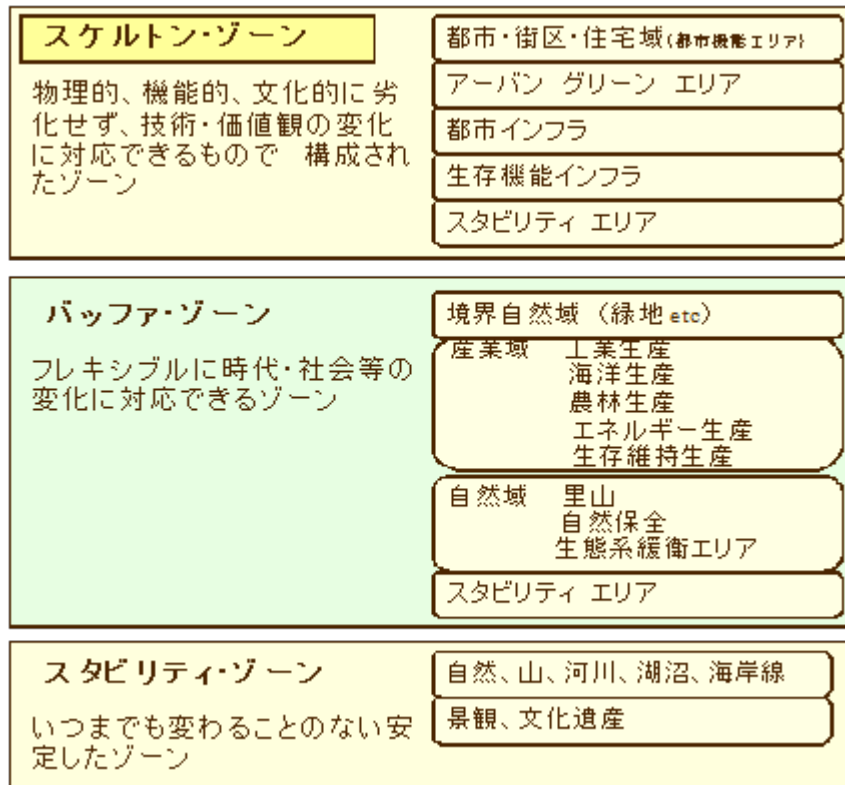 スケルトン・ゾーン
物理的、機能的、文化的に劣
化せず、技術・価値観の変化
に対応できるもので 構成され
たゾーン
都市・街区・住宅域(都市機能エリア)
アーバン グリーン エリア
都市インフラ
生存機能インフラ
スタビリティ エリア
バッファ・ゾーン
フレキシブルに時代・社会等の
変化に対応できるゾーン
境界自然域 (緑地 etc)
産業域 工業生産
海洋生産
農林生産
エネルギー生産
生存維持生産
自然域 里山
自然保全
生態系緩衛エリア
スタビリティ エリア
スタビリティ・ゾーン
いつまでも変わることのない安
定したゾーン
自然、山、河川、湖沼、海岸線
景観、文化遺産